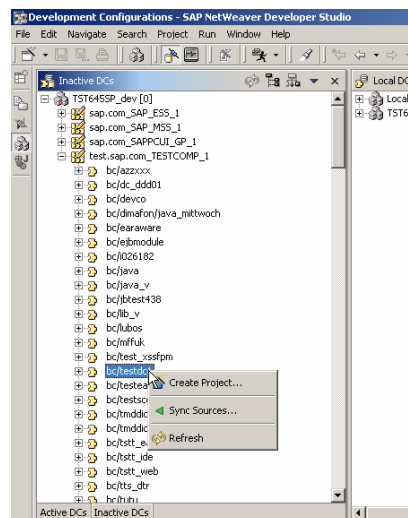 Development Configurations - SAP NetWeaver Developer Studio
File Edit Navigate Search Project Run Window Help
Inactive DCs
Local DC
TST645SP_dev [0]
Local
sap.com_SAP_ESS_1
TST6
sap.com_SAP_MSS_1
sap.com_SAPPCUI_GP_1
test.sap.com_TESTCOMP_1
bc/azzxxx
bc/dc_ddd01
bc/devco
bc/dimafon/java_mittwoch
bc/earaware
bc/ejbmodule
bc/I026182
bc/java
bc/java_v
bc/jbtest438
bc/lib_v
bc/lubos
bc/mffuk
bc/test_xssfpm
bc/testdc
Create Project...
bc/testea
bc/testsc
Sync Sources...
bc/tmddic
bc/tmddic
Refresh
bc/tstt_e
bc/tstt_ide
bc/tstt_web
bc/tts_dtr
bc/tutu
Active DCs Inactive DCs